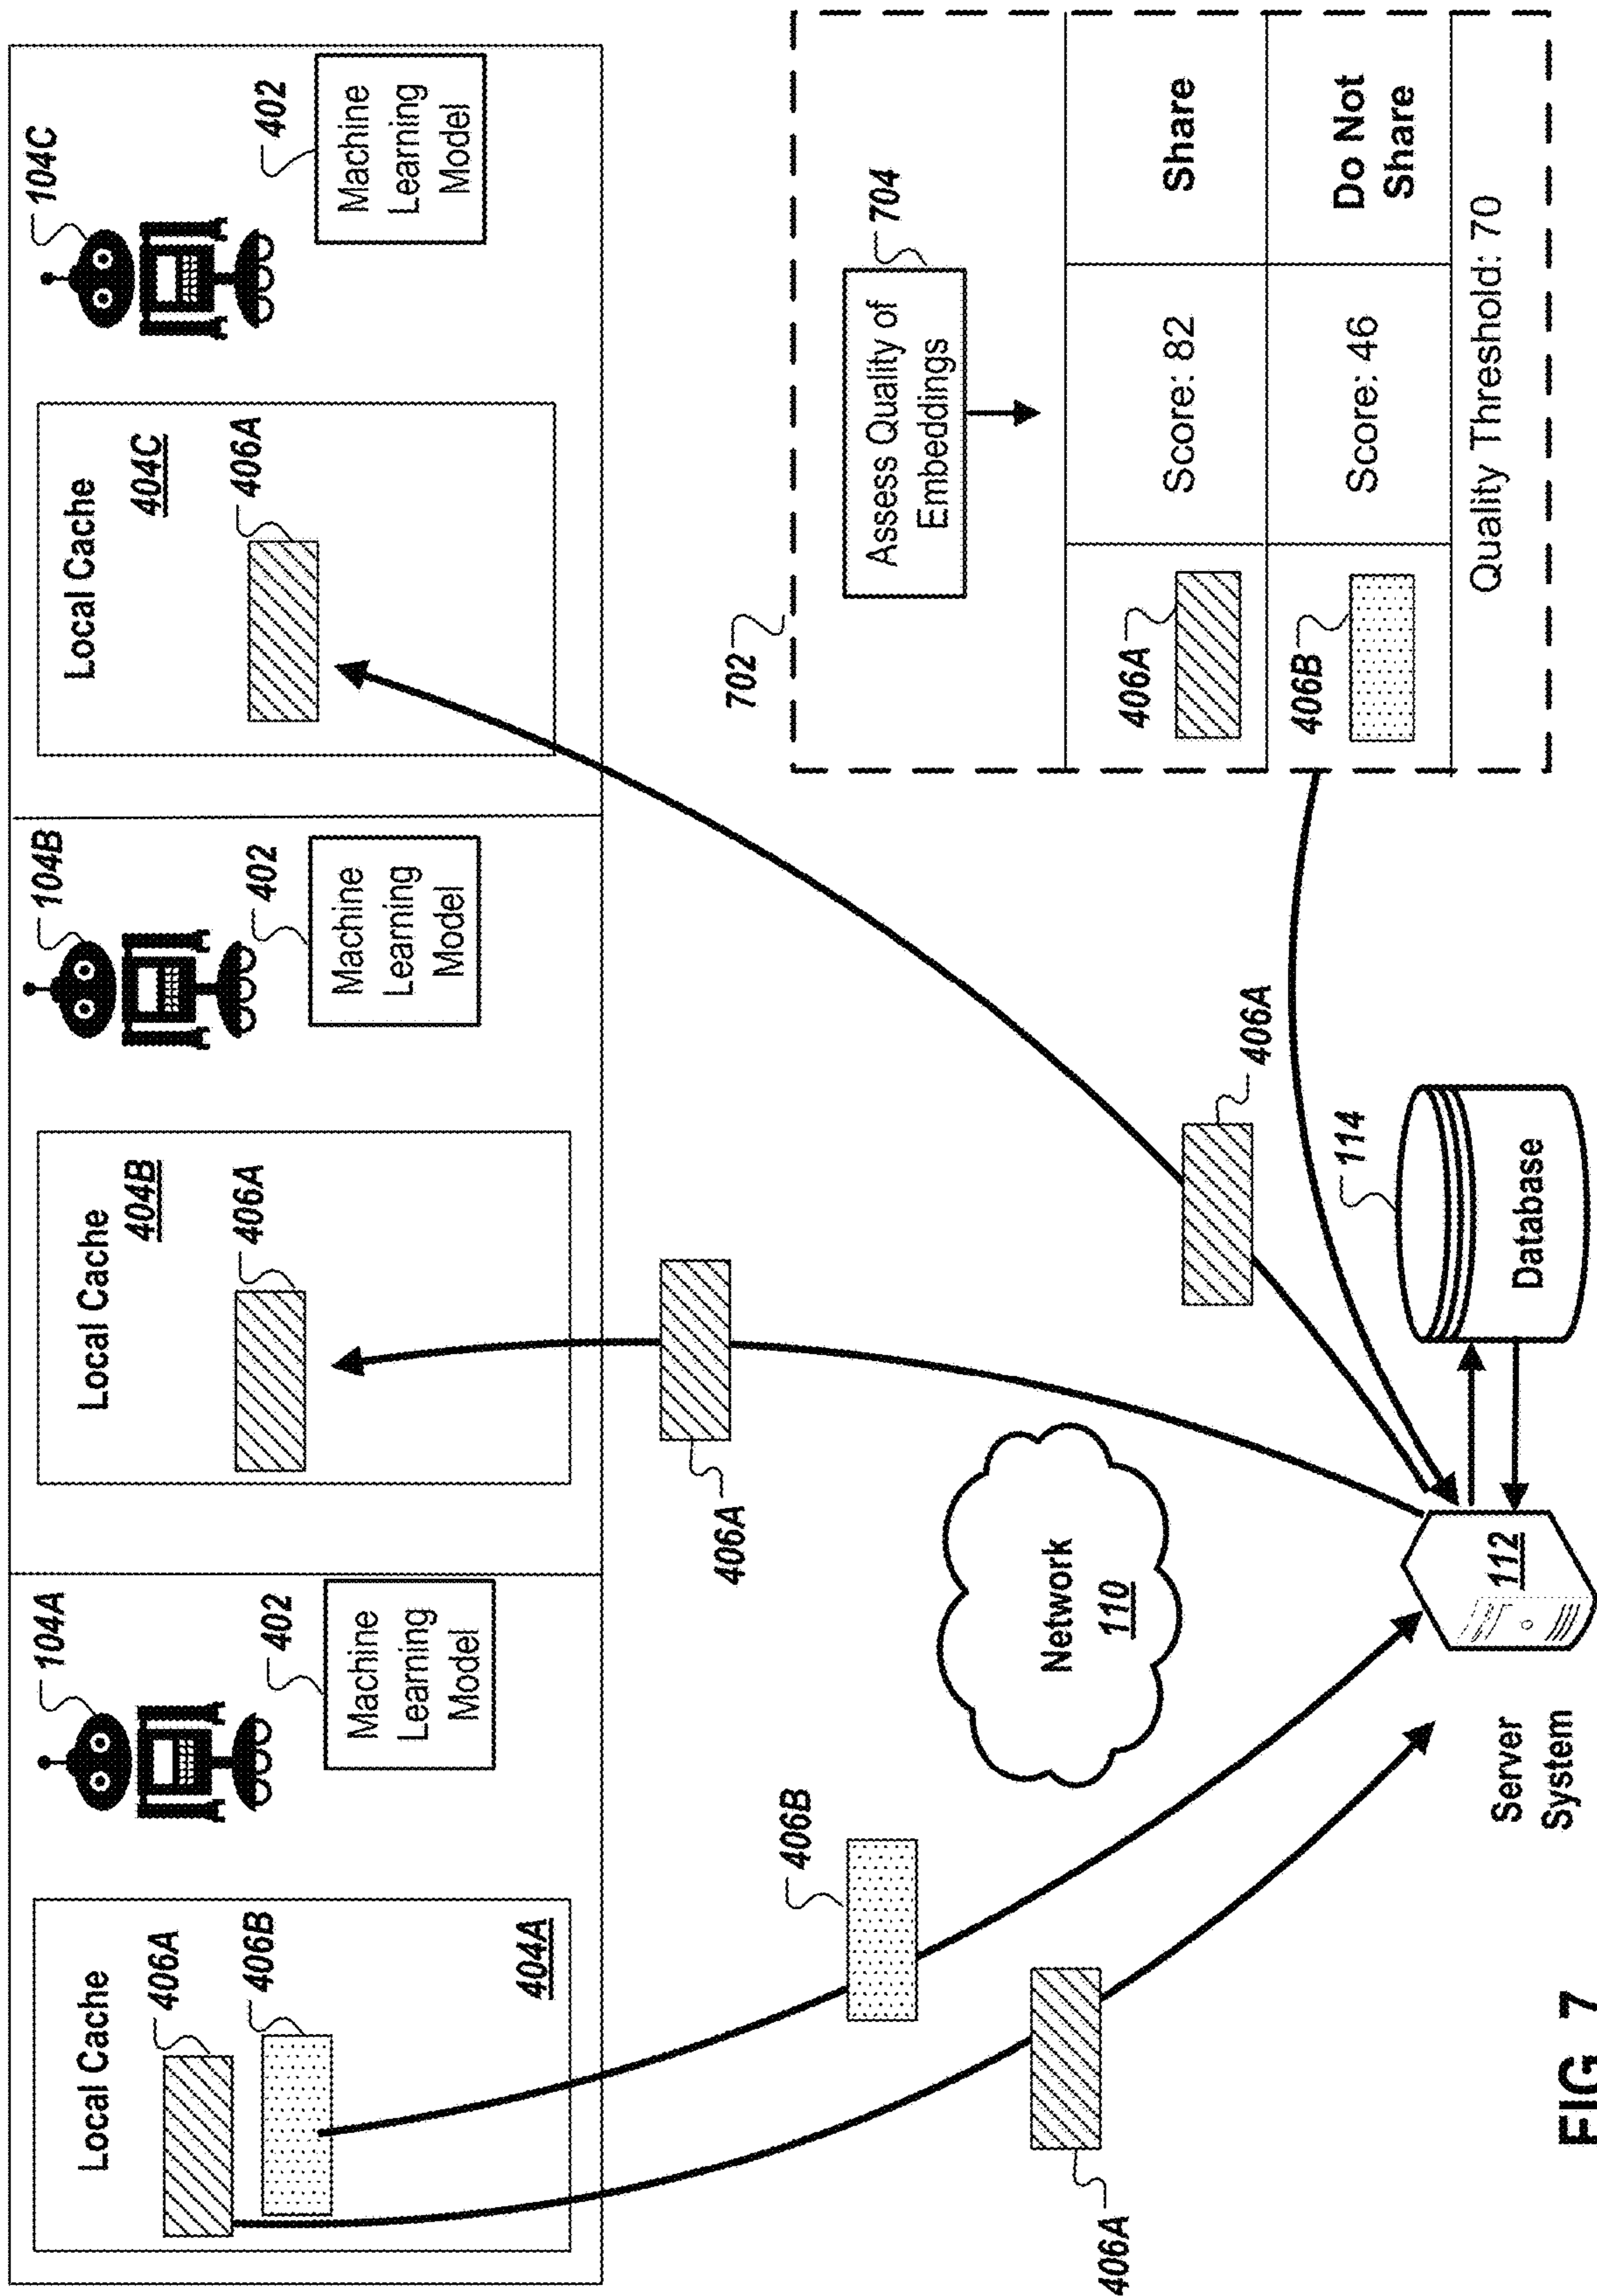 Local Cache
406A
406B
404A
104A
402
Machine
Learning
Model
Local Cache
404B
406A
104B
402
Machine
Learning
Model
Local Cache
404C
406A
104C
402
Machine
Learning
Model
406B
406A
Network
110
406A
406A
Server
System
112
114
Database
702
Assess Quality of
Embeddings
704
406A
Score: 82
Share
406B
Score: 46
Do Not
Share
Quality Threshold: 70
FIG. 7